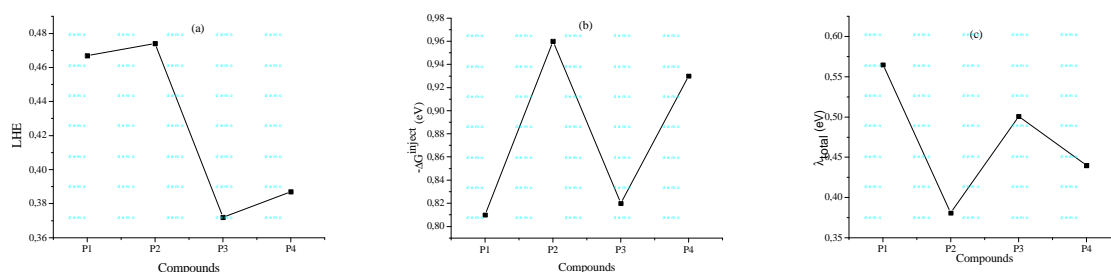 (a)
0,48
0,46
0,44
0,42
0,40
0,38
0,36
LHE
P1 P2 P3 P4
Compounds
(b)
0,98
0,96
0,94
0,92
0,90
0,88
0,86
0,84
0,82
0,80
-ΔG^inject (eV)
P1 P2 P3 P4
Compounds
(c)
0,60
0,55
0,50
0,45
0,40
0,35
λtotal (eV)
P1 P2 P3 P4
Compounds